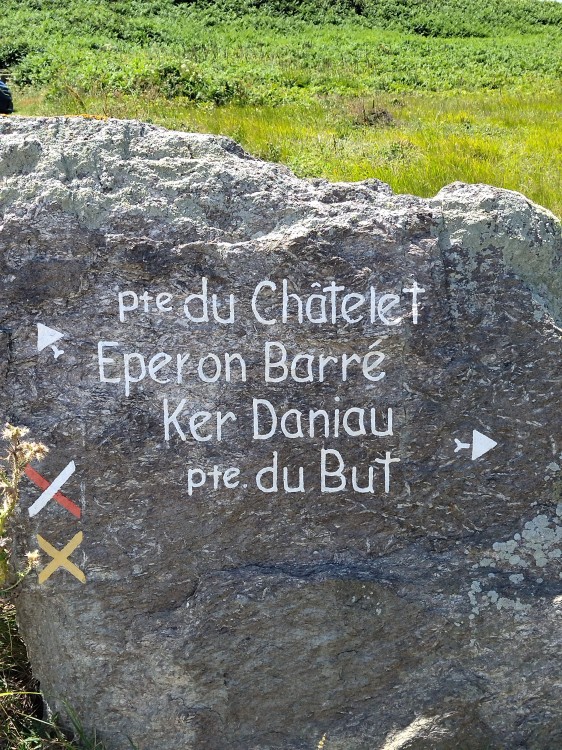 pte du Châtelet
Eperon Barré
Ker Daniau
pte. du But